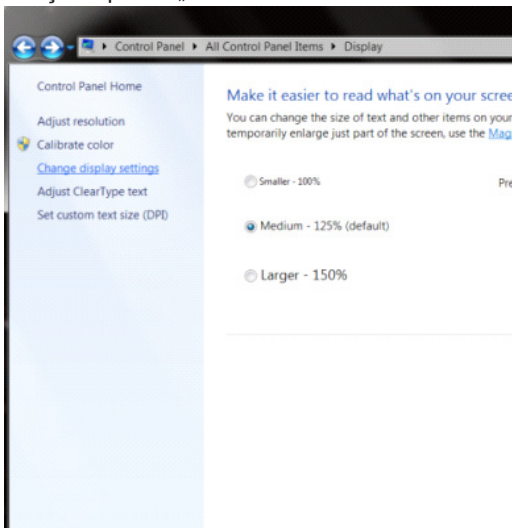 Control Panel ▸ All Control Panel Items ▸ Display
Control Panel Home
Adjust resolution
Calibrate color
Change display settings
Adjust ClearType text
Set custom text size (DPI)
Make it easier to read what's on your
You can change the size of text and other items on your
temporarily enlarge just part of the screen, use the
Smaller - 100%
Medium - 125% (default)
Larger - 150%